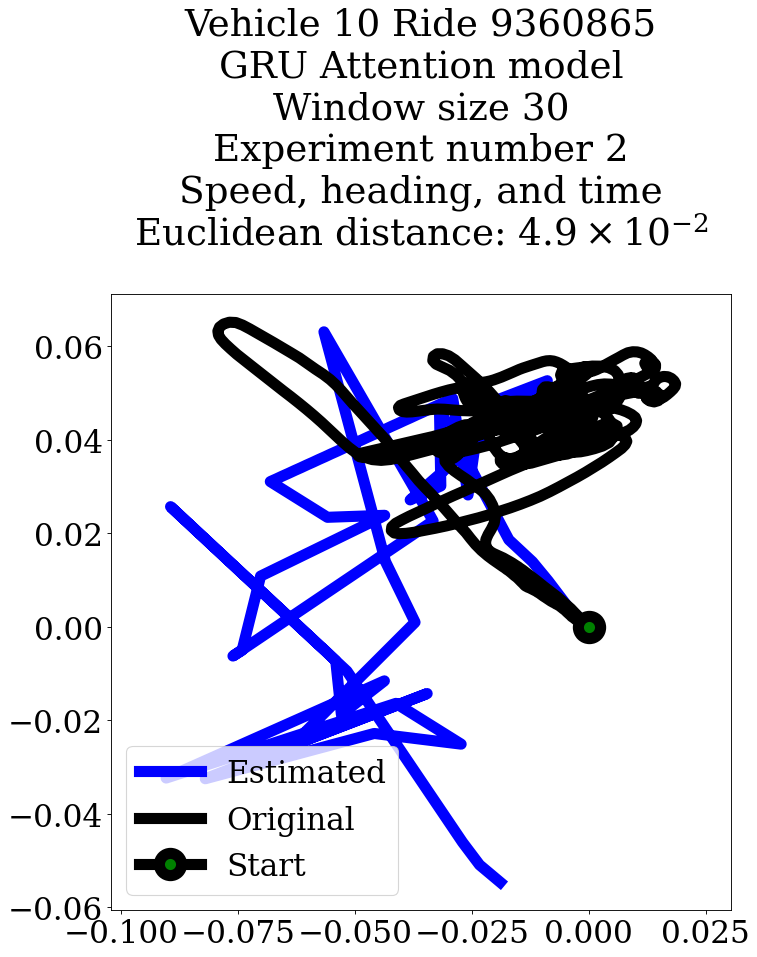 Vehicle 10 Ride 9360865
GRU Attention model
Window size 30
Experiment number 2
Speed, heading, and time
Euclidean distance: 4.9 × 10⁻²
0.06
0.04
0.02
0.00
−0.02
−0.04
−0.06
Estimated
Original
Start
−0.100 −0.075 −0.050 −0.025 0.000 0.025